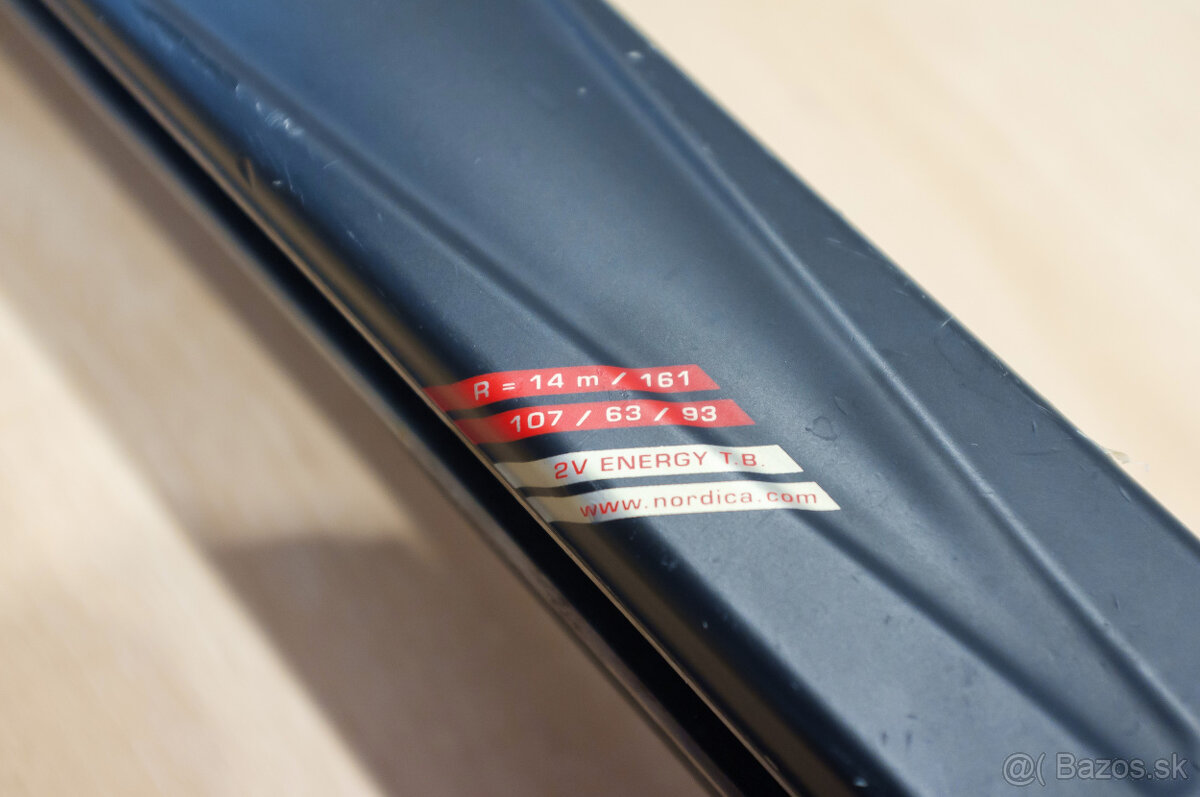 R = 14 m / 161
107 / 63 / 93
2V ENERGY T.B.
www.nordica.com
@( Bazos.sk